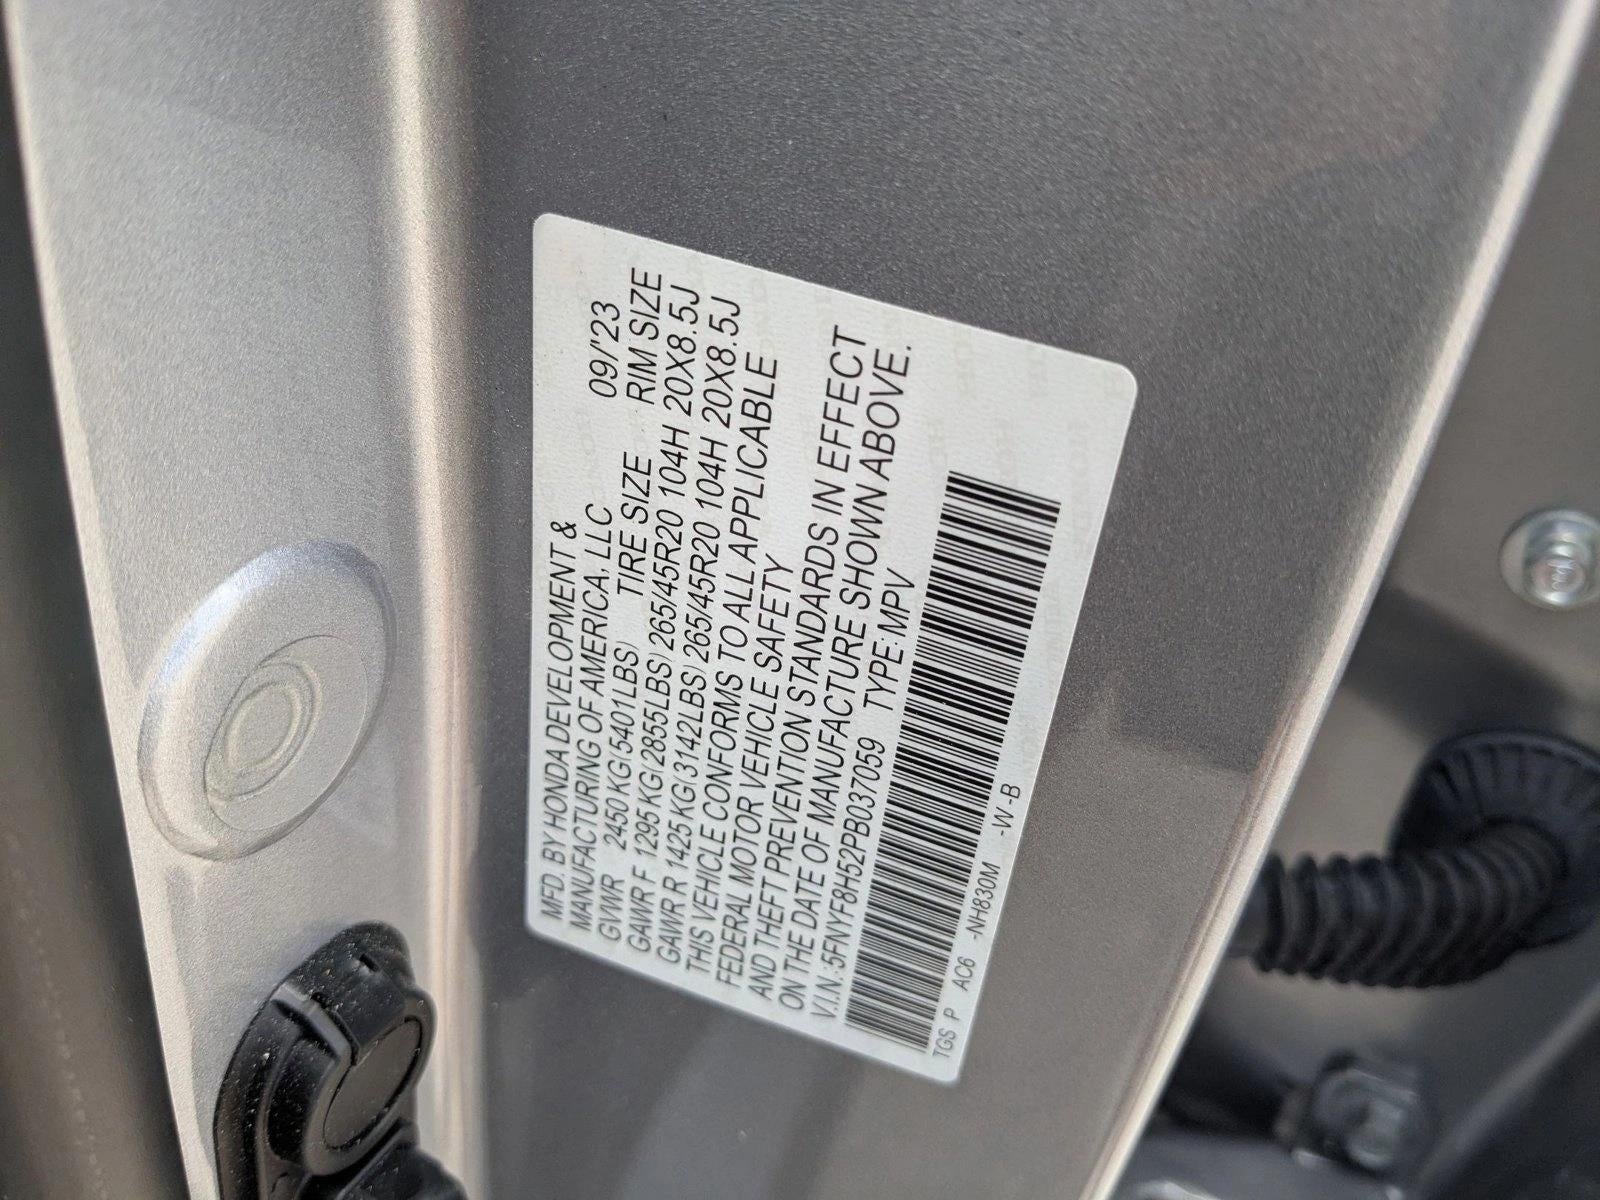 MFD. BY HONDA DEVELOPMENT &
MANUFACTURING OF AMERICA, LLC 09/'23
GVWR 2450 KG(5401LBS) TIRE SIZE RIM SIZE
GAWR F 1295 KG(2855LBS) 265/45R20 104H 20X8.5J
GAWR R 1425 KG(3142LBS) 265/45R20 104H 20X8.5J
THIS VEHICLE CONFORMS TO ALL APPLICABLE
FEDERAL MOTOR VEHICLE SAFETY
AND THEFT PREVENTION STANDARDS IN EFFECT
ON THE DATE OF MANUFACTURE SHOWN ABOVE.
V.I.N.:5FNYF8H52PB037059 TYPE:MPV
TGS P AC6 -NH830M -W-B